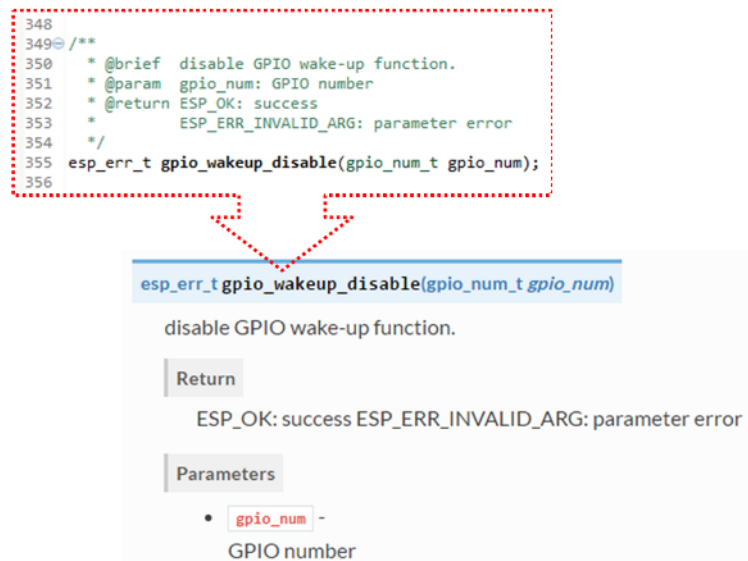 348
349 /**
350  * @brief  disable GPIO wake-up function.
351  * @param  gpio_num: GPIO number
352  * @return ESP_OK: success
353  *         ESP_ERR_INVALID_ARG: parameter error
354  */
355 esp_err_t gpio_wakeup_disable(gpio_num_t gpio_num);
356
esp_err_t gpio_wakeup_disable(gpio_num_t gpio_num)
disable GPIO wake-up function.
Return
ESP_OK: success ESP_ERR_INVALID_ARG: parameter error
Parameters
• gpio_num -
GPIO number